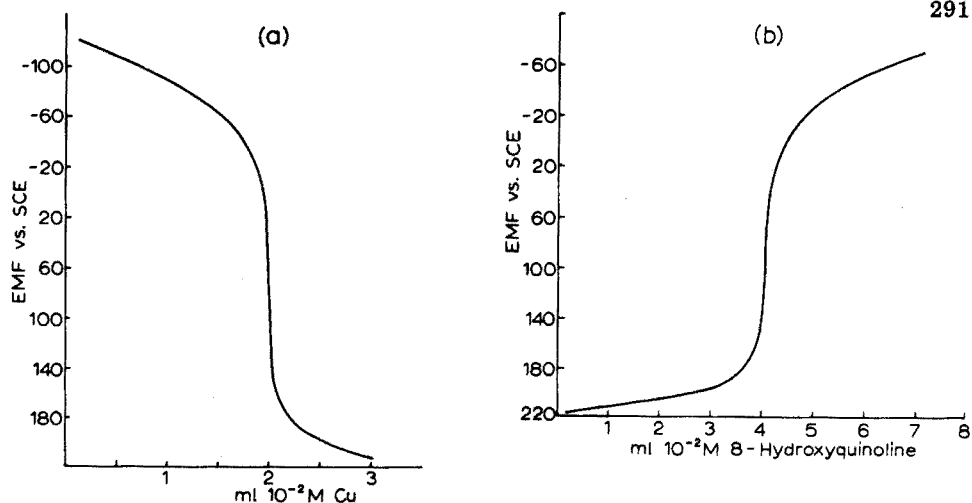 291
(a)
EMF vs. SCE
-100
-60
-20
20
60
100
140
180
1 2 3
ml 10⁻²M Cu
(b)
EMF vs. SCE
-60
-20
20
60
100
140
180
220
1 2 3 4 5 6 7 8
ml 10⁻²M 8-Hydroxyquinoline